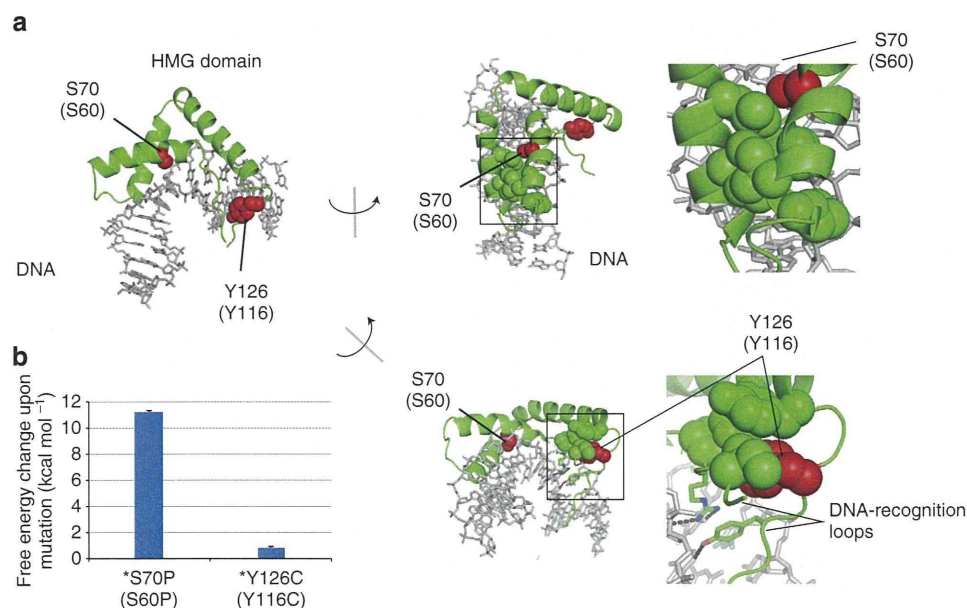 a
HMG domain
S70
(S60)
DNA
Y126
(Y116)
S70
(S60)
DNA
S70
(S60)
b
Free energy change upon
mutation (kcal mol⁻¹)
12
10
8
6
4
2
0
*S70P
(S60P)
*Y126C
(Y116C)
S70
(S60)
Y126
(Y116)
DNA-recognition
loops